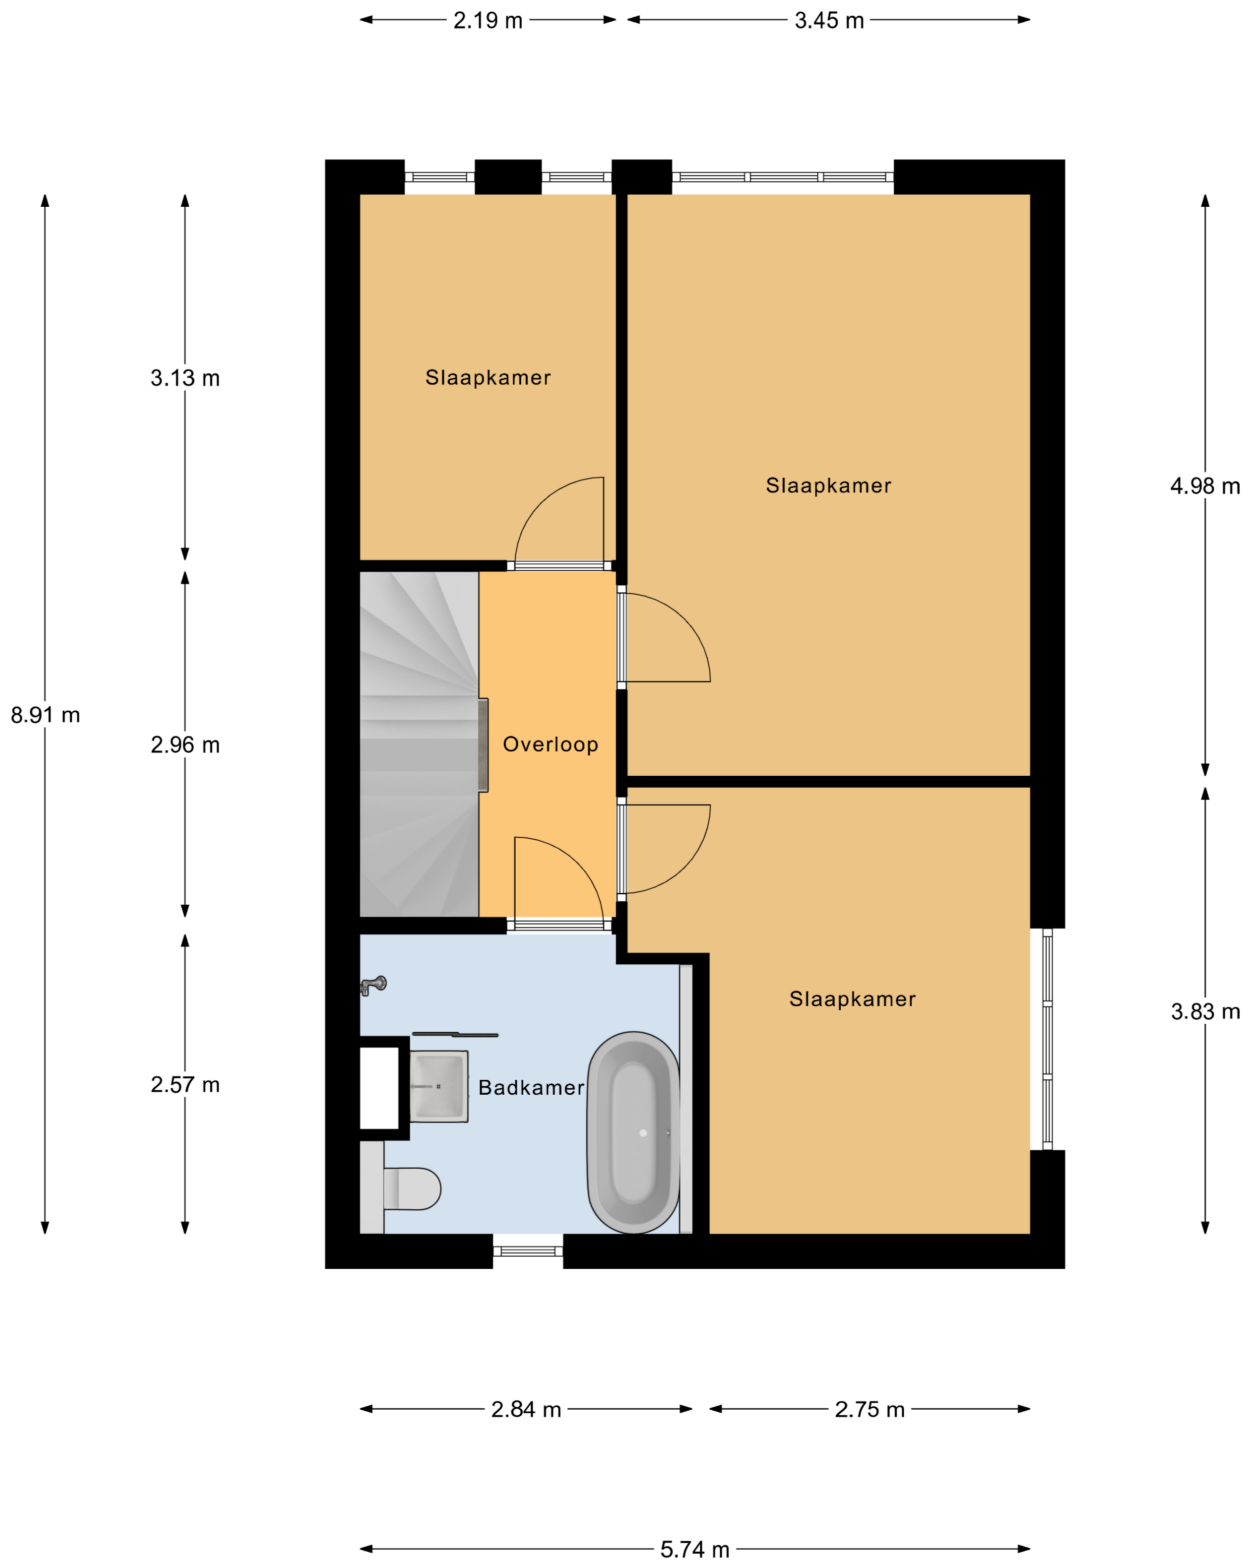 2.19 m
3.45 m
3.13 m
Slaapkamer
Slaapkamer
4.98 m
8.91 m
2.96 m
Overloop
Slaapkamer
3.83 m
2.57 m
Badkamer
2.84 m
2.75 m
5.74 m